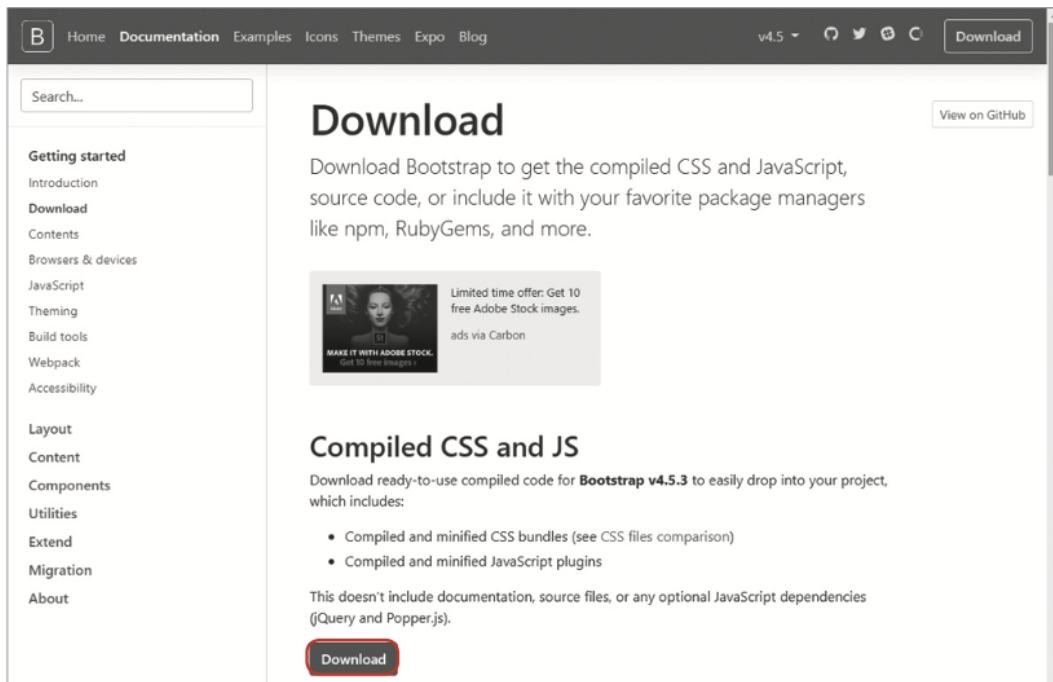 B Home Documentation Examples Icons Themes Expo Blog v4.5 Download
Search...
Getting started
Introduction
Download
Contents
Browsers & devices
JavaScript
Theming
Build tools
Webpack
Accessibility
Layout
Content
Components
Utilities
Extend
Migration
About
Download
View on GitHub
Download Bootstrap to get the compiled CSS and JavaScript,
source code, or include it with your favorite package managers
like npm, RubyGems, and more.
St
MAKE IT WITH ADOBE STOCK.
Get 10 free images ›
Limited time offer: Get 10
free Adobe Stock images.
ads via Carbon
Compiled CSS and JS
Download ready-to-use compiled code for Bootstrap v4.5.3 to easily drop into your project,
which includes:
• Compiled and minified CSS bundles (see CSS files comparison)
• Compiled and minified JavaScript plugins
This doesn't include documentation, source files, or any optional JavaScript dependencies
(jQuery and Popper.js).
Download